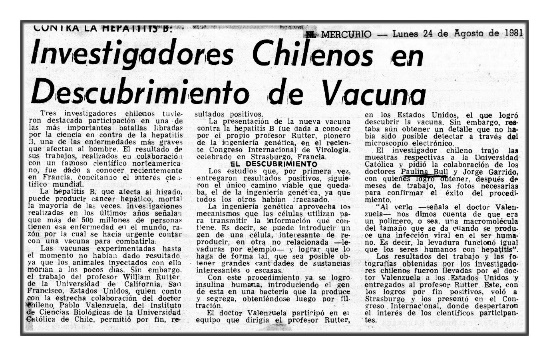 CONTRA LA HEPATITIS B:
EL MERCURIO — Lunes 24 de Agosto de 1981
Investigadores Chilenos en
Descubrimiento de Vacuna
Tres investigadores chilenos tuvie-
ron destacada participación en una de
las más importantes batallas libradas
por la ciencia en contra de la hepatitis
B, una de las enfermedades más graves
que afectan al hombre. El resultado de
sus trabajos, realizados en colaboración
con un famoso científico norteamerica-
no, fue dado a conocer recientemente
en Francia, concitando el interés cien-
tífico mundial.
La hepatitis B, que afecta al hígado,
puede producir cáncer hepático, mortal
la mayoría de las veces. Investigaciones
realizadas en los últimos años señalan
que más de 500 millones de personas
tienen esa enfermedad en el mundo, ra-
zón por la cual se hacía urgente contar
con una vacuna para combatirla.
Las vacunas experimentadas hasta
el momento no habían dado resultado
ya que los animales inyectados con ello
morían a los pocos días. Sin embargo,
el trabajo del profesor William Rutter
de la Universidad de California, San
Francisco, Estados Unidos, quien contó
con la estrecha colaboración del doctor
chileno Pablo Valenzuela, del Instituto
de Ciencias Biológicas de la Universidad
Católica de Chile, permitió por fin, re-
sultados positivos.
La presentación de la nueva vacuna
contra la hepatitis B fue dada a conocer
por el propio profesor Rutter, pionero
de la ingeniería genética, en el recien-
te Congreso Internacional de Virología,
celebrado en Strasburgo, Francia.
EL DESCUBRIMIENTO
Los estudios que, por primera vez,
entregaron resultados positivos, siguie-
ron el único camino viable que queda-
ba, el de la ingeniería genética, ya que
todos los otros habían fracasado.
La ingeniería genética aprovecha los
mecanismos que las células utilizan pa-
ra transmitir la información que con-
tienen. Es decir, se puede introducir un
gen de una célula, interesante de re-
producir, en otra no relacionada —le-
vaduras por ejemplo— y lograr que lo
haga de forma tal, que sea posible ob-
tener grandes cantidades de sustancias
interesantes o escasas.
Con este procedimiento ya se logró
insulina humana, introduciendo el gen
de esta en una bacteria que la produce
y segrega, obteniéndose luego por fil-
tración.
El doctor Valenzuela participó en el
equipo que dirigía el profesor Rutter,
en los Estados Unidos, el que logró
descubrir la vacuna. Sin embargo, res-
taba aún obtener un detalle que no ha-
bía sido posible detectar a través del
microscopio electrónico.
El investigador chileno trajo las
muestras respectivas a la Universidad
Católica y pidió la colaboración de los
doctores Paulina Bull y Jorge Garrido,
con quienes logró obtener, después de
meses de trabajo, las fotos necesarias
para confirmar el éxito del procedi-
miento.
"Al verla —señala el doctor Valen-
zuela— nos dimos cuenta de que era
un polímero, o sea, una macromolécula
del tamaño que se da cuando se produ-
ce una infección viral en el ser huma-
no. Es decir, la levadura funcionó igual
que los seres humanos con hepatitis".
Los resultados del trabajo y las fo-
tografías obtenidas por los investigado-
res chilenos fueron llevadas por el doc-
tor Valenzuela a los Estados Unidos y
entregados al profesor Rutter. Este, con
los logros por fin positivos, voló a
Strasburgo y los presentó en el Con-
greso Internacional, donde despertaron
el interés de los científicos participan-
tes.